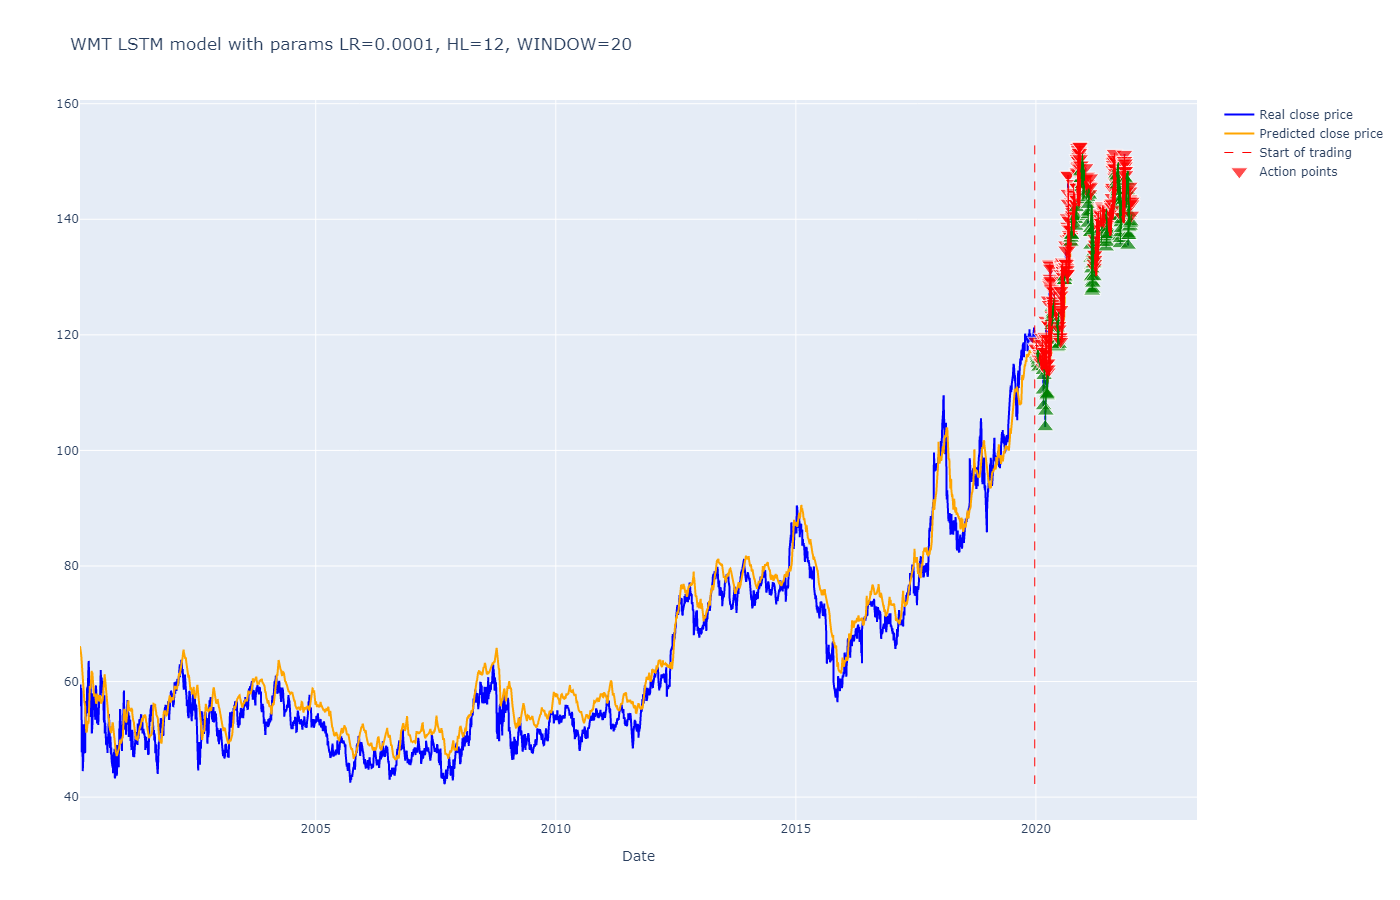 WMT LSTM model with params LR=0.0001, HL=12, WINDOW=20
160
140
120
100
80
60
40
2005
2010
2015
2020
Date
Real close price
Predicted close price
Start of trading
Action points